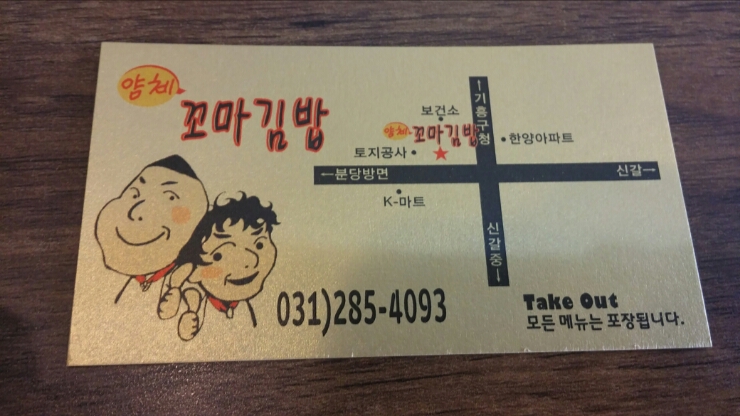 얌체
꼬마김밥
↑기흥구청
보건소
얌체 꼬마김밥
한양아파트
토지공사
←분당방면
신갈→
K-마트
신갈중↓
031)285-4093
Take Out
모든 메뉴는 포장됩니다.